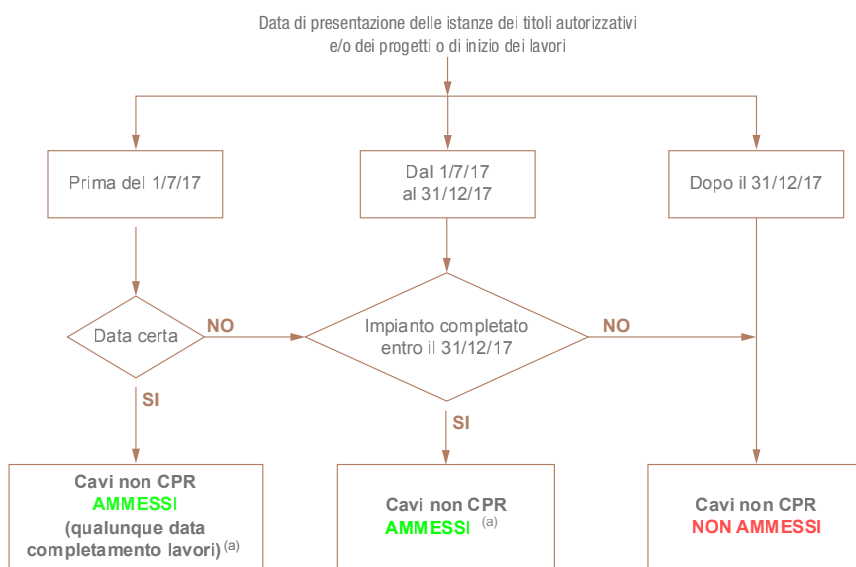 Data di presentazione delle istanze dei titoli autorizzativi
e/o dei progetti o di inizio dei lavori
Prima del 1/7/17
Dal 1/7/17
al 31/12/17
Dopo il 31/12/17
Data certa
NO
Impianto completato
entro il 31/12/17
NO
SI
SI
Cavi non CPR
AMMESSI
(qualunque data
completamento lavori) (a)
Cavi non CPR
AMMESSI (a)
Cavi non CPR
NON AMMESSI